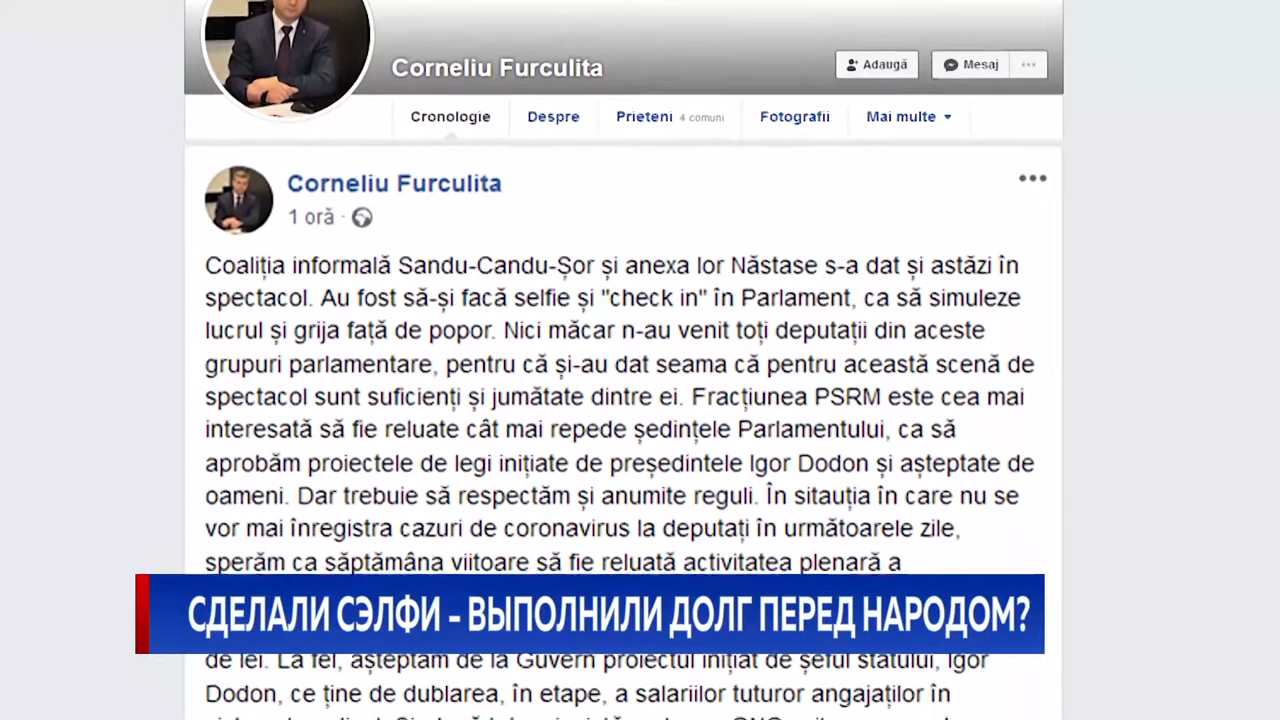 Corneliu Furculita
Adaugă
Mesaj
Cronologie
Despre
Prieteni 4 comuni
Fotografii
Mai multe
Corneliu Furculita
1 oră ·
Coaliția informală Sandu-Candu-Șor și anexa lor Năstase s-a dat și astăzi în
spectacol. Au fost să-și facă selfie și "check in" în Parlament, ca să simuleze
lucrul și grija față de popor. Nici măcar n-au venit toți deputații din aceste
grupuri parlamentare, pentru că și-au dat seama că pentru această scenă de
spectacol sunt suficienți și jumătate dintre ei. Fracțiunea PSRM este cea mai
interesată să fie reluate cât mai repede ședințele Parlamentului, ca să
aprobăm proiectele de legi inițiate de președintele Igor Dodon și așteptate de
oameni. Dar trebuie să respectăm și anumite reguli. În sitauția în care nu se
vor mai înregistra cazuri de coronavirus la deputați în următoarele zile,
sperăm ca săptămâna viitoare să fie reluată activitatea plenară a
СДЕЛАЛИ СЭЛФИ – ВЫПОЛНИЛИ ДОЛГ ПЕРЕД НАРОДОМ?
de lei. La fel, așteptăm de la Guvern proiectul inițiat de șeful statului, Igor
Dodon, ce ține de dublarea, în etape, a salariilor tuturor angajaților în